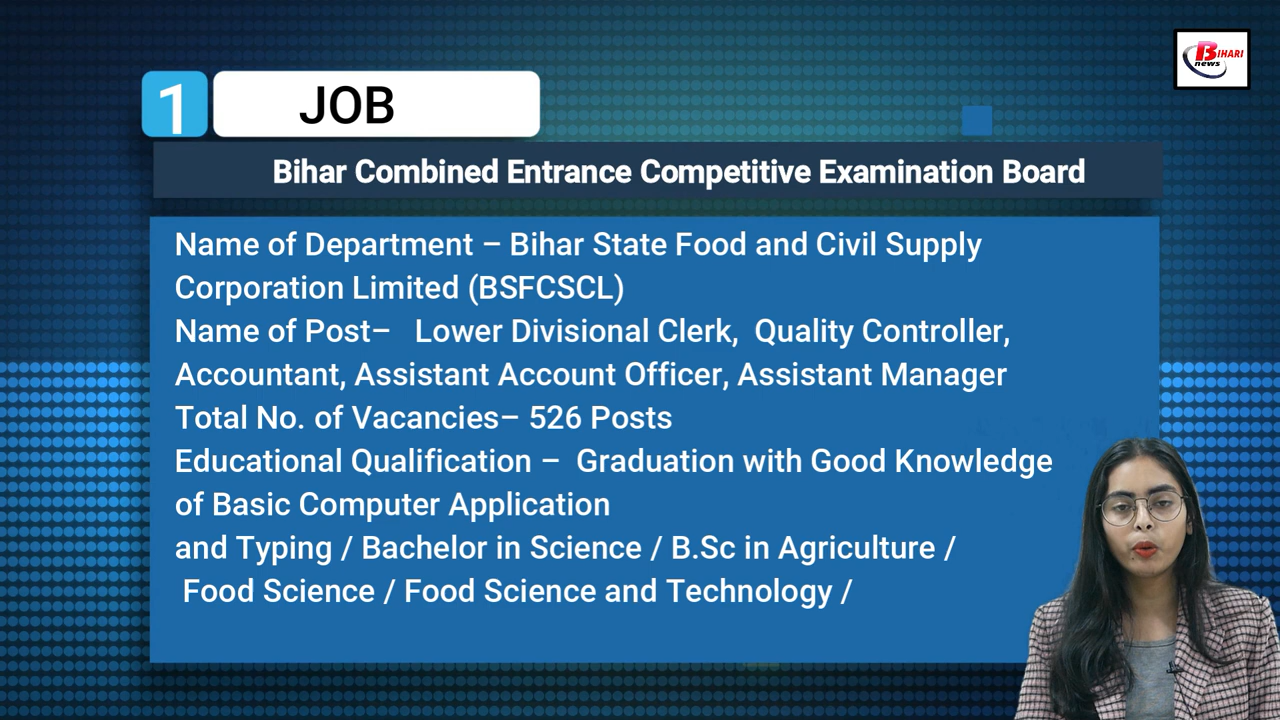 BIHARI
news
1 JOB
Bihar Combined Entrance Competitive Examination Board
Name of Department – Bihar State Food and Civil Supply
Corporation Limited (BSFCSCL)
Name of Post– Lower Divisional Clerk, Quality Controller,
Accountant, Assistant Account Officer, Assistant Manager
Total No. of Vacancies– 526 Posts
Educational Qualification – Graduation with Good Knowledge
of Basic Computer Application
and Typing / Bachelor in Science / B.Sc in Agriculture /
Food Science / Food Science and Technology /